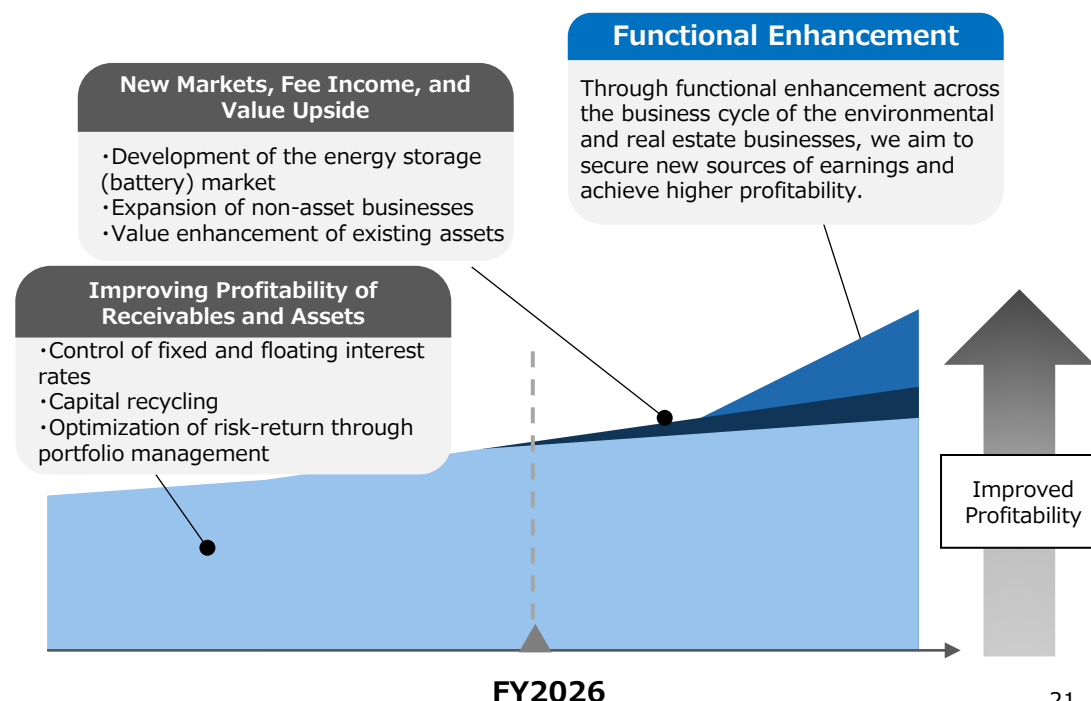 Functional Enhancement
Through functional enhancement across
the business cycle of the environmental
and real estate businesses, we aim to
secure new sources of earnings and
achieve higher profitability.
New Markets, Fee Income, and
Value Upside
・Development of the energy storage
(battery) market
・Expansion of non-asset businesses
・Value enhancement of existing assets
Improving Profitability of
Receivables and Assets
・Control of fixed and floating interest
rates
・Capital recycling
・Optimization of risk-return through
portfolio management
Improved
Profitability
FY2026
21